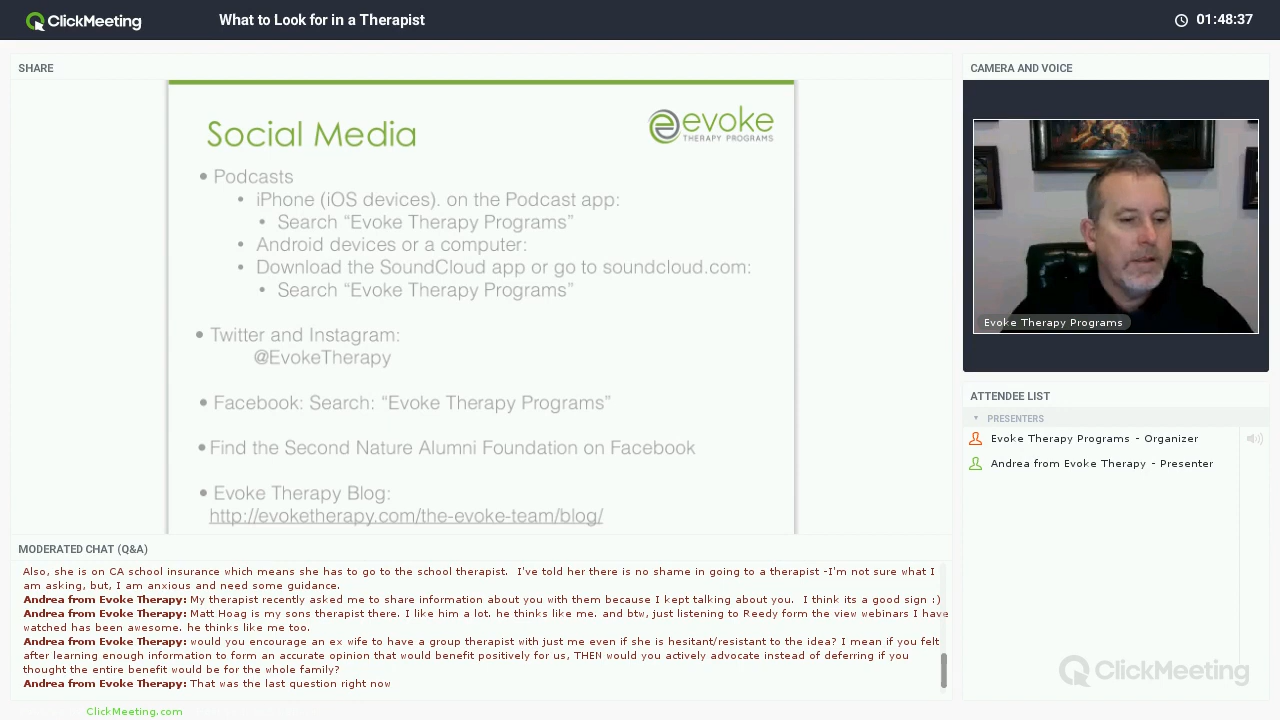 ClickMeeting
What to Look for in a Therapist
01:48:37
SHARE
Social Media
evoke
THERAPY PROGRAMS
• Podcasts
• iPhone (iOS devices). on the Podcast app:
• Search “Evoke Therapy Programs”
• Android devices or a computer:
• Download the SoundCloud app or go to soundcloud.com:
• Search “Evoke Therapy Programs”
• Twitter and Instagram:
@EvokeTherapy
• Facebook: Search: “Evoke Therapy Programs”
• Find the Second Nature Alumni Foundation on Facebook
• Evoke Therapy Blog:
http://evoketherapy.com/the-evoke-team/blog/
CAMERA AND VOICE
Evoke Therapy Programs
ATTENDEE LIST
PRESENTERS
Evoke Therapy Programs - Organizer
Andrea from Evoke Therapy - Presenter
MODERATED CHAT (Q&A)
Also, she is on CA school insurance which means she has to go to the school therapist.  I've told her there is no shame in going to a therapist -I'm not sure what I
am asking, but, I am anxious and need some guidance.
Andrea from Evoke Therapy: My therapist recently asked me to share information about you with them because I kept talking about you.  I think its a good sign :)
Andrea from Evoke Therapy: Matt Hoag is my sons therapist there. I like him a lot. he thinks like me. and btw, just listening to Reedy form the view webinars I have
watched has been awesome. he thinks like me too.
Andrea from Evoke Therapy: would you encourage an ex wife to have a group therapist with just me even if she is hesitant/resistant to the idea? I mean if you felt
after learning enough information to form an accurate opinion that would benefit positively for us, THEN would you actively advocate instead of deferring if you
thought the entire benefit would be for the whole family?
Andrea from Evoke Therapy: That was the last question right now
ClickMeeting
ClickMeeting.com